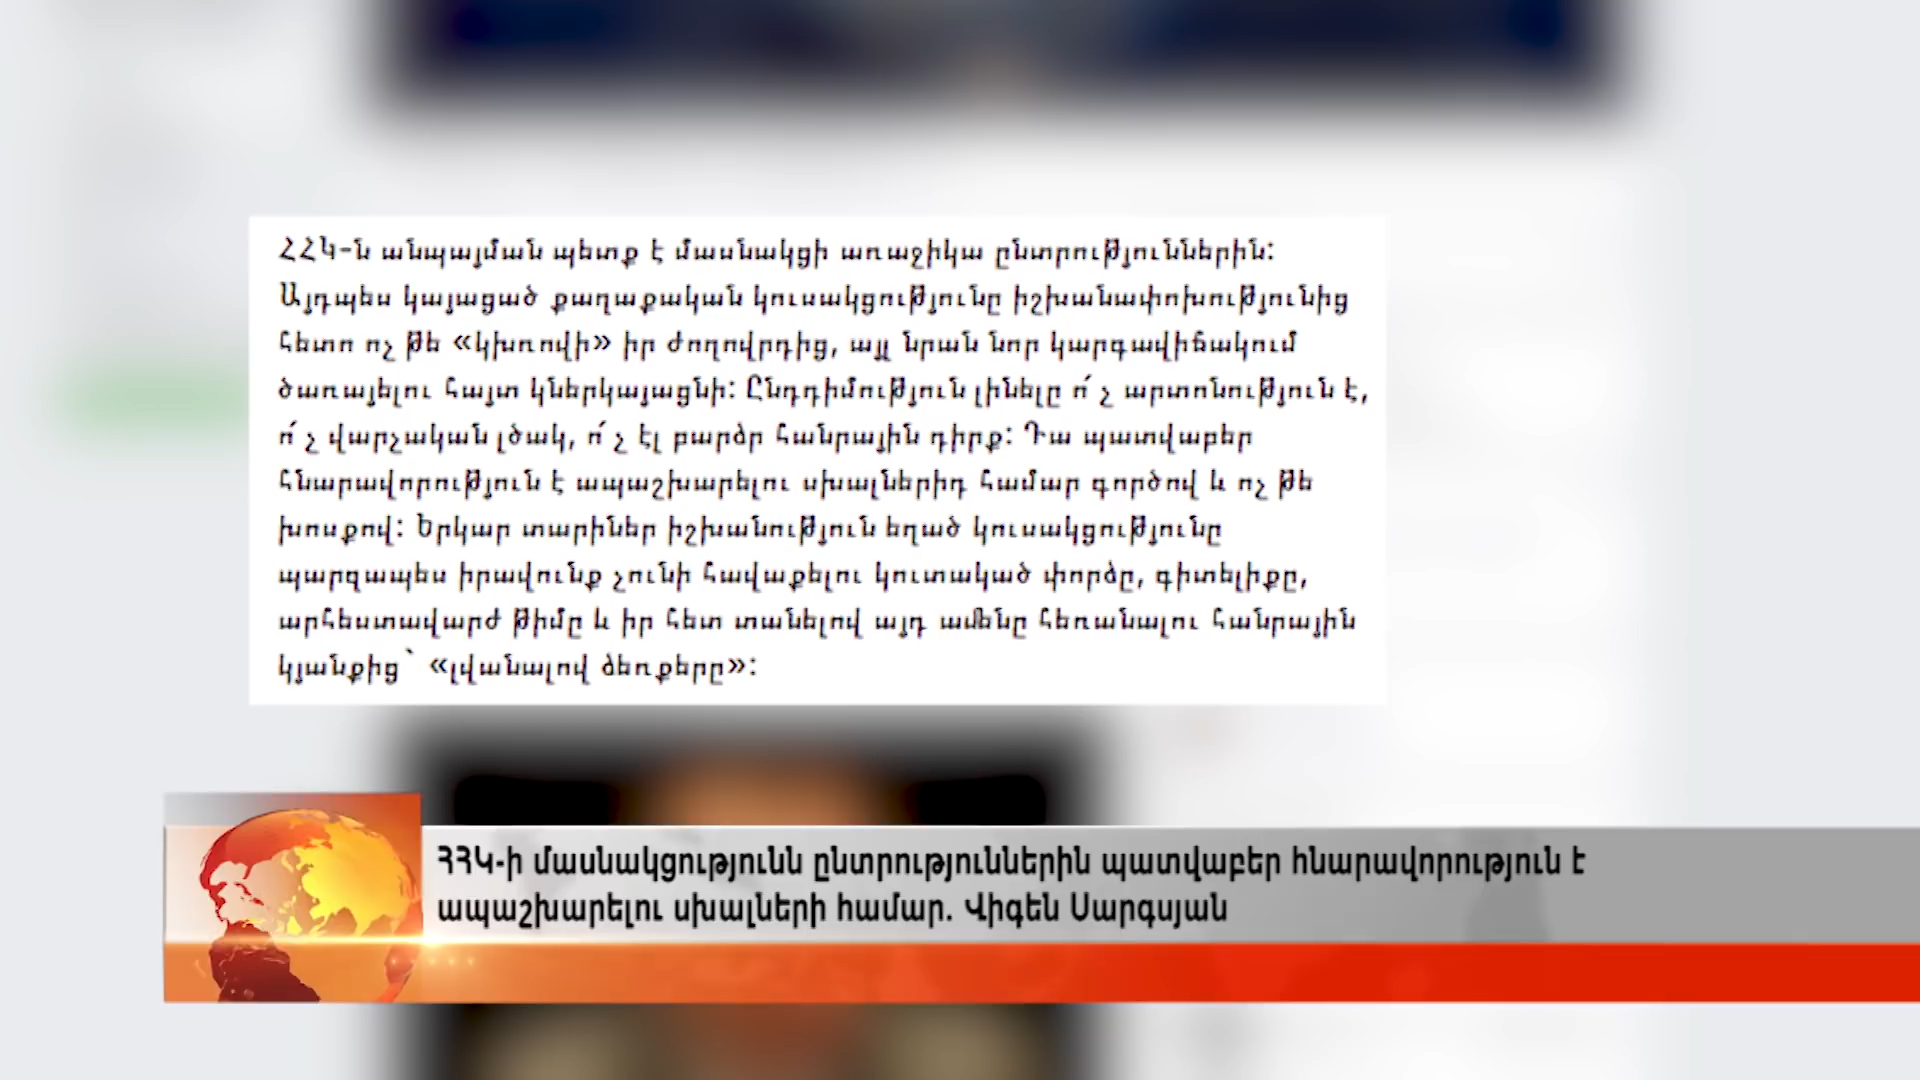 ՀՀԿ-ն անպայման պետք է մասնակցի առաջիկա ընտրություններին:
Այդպես կայացած քաղաքական կուսակցությունը իշխանափոխությունից
հետո ոչ թե «կխռովի» իր ժողովրդից, այլ նրան նոր կարգավիճակում
ծառայելու հայտ կներկայացնի: Ընդդիմություն լինելը ո՛չ արտոնություն է,
ո՛չ վարչական լծակ, ո՛չ էլ բարձր հանրային դիրք: Դա պատվաբեր
հնարավորություն է ապաշխարելու սխալներիդ համար գործով և ոչ թե
խոսքով: Երկար տարիներ իշխանություն եղած կուսակցությունը
պարզապես իրավունք չունի հավաքելու կուտակած փորձը, գիտելիքը,
արհեստավարժ թիմը և իր հետ տանելով այդ ամենը հեռանալու հանրային
կյանքից` «լվանալով ձեռքերը»:
ՀՀԿ-ի մասնակցությունն ընտրություններին պատվաբեր հնարավորություն է
ապաշխարելու սխալների համար. Վիգեն Սարգսյան